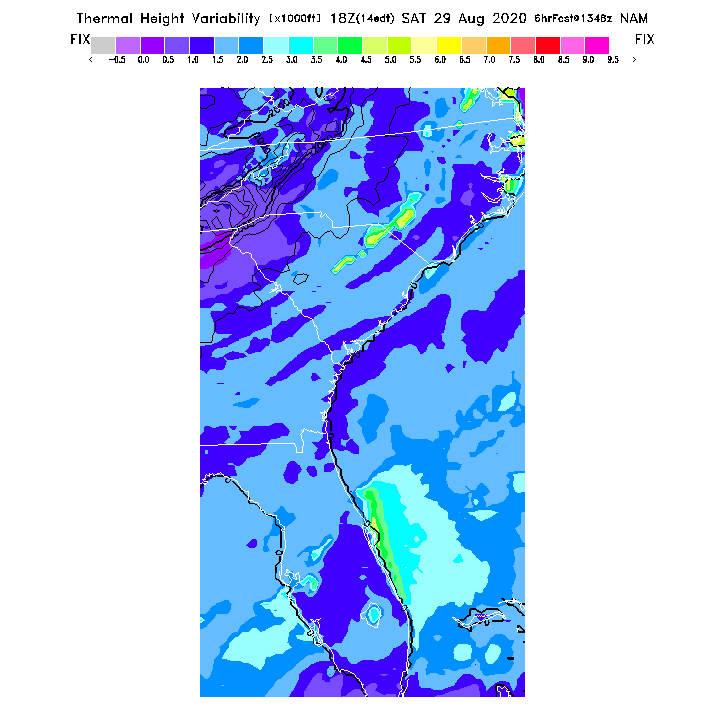 Thermal Height Variability [x1000ft] 18Z(14edt) SAT 29 Aug 2020 6hrFcst@1348z NAM
FIX FIX
< -0.5 0.0 0.5 1.0 1.5 2.0 2.5 3.0 3.5 4.0 4.5 5.0 5.5 6.0 6.5 7.0 7.5 8.0 8.5 9.0 9.5 >